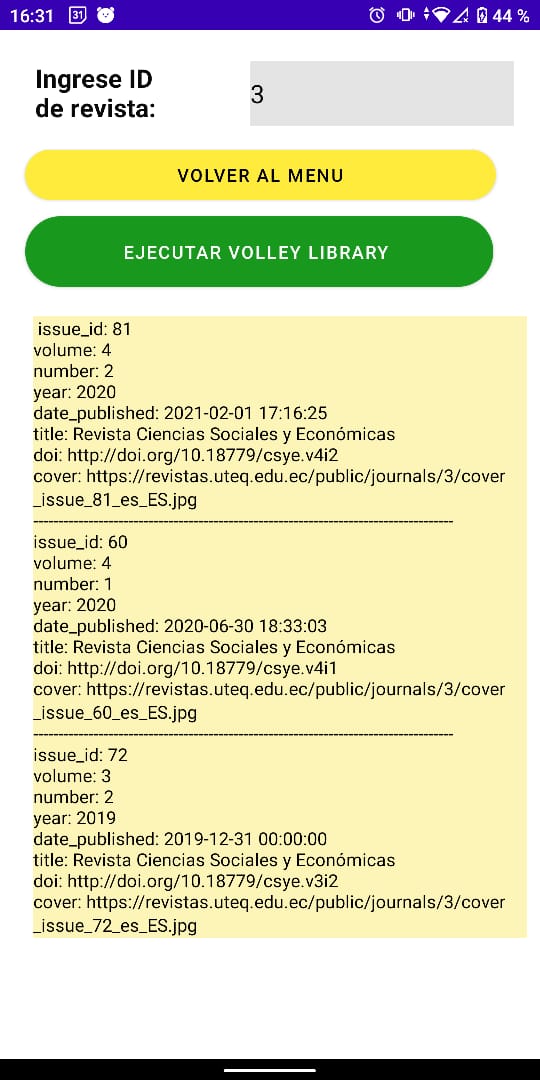 16:31 31 44 %
Ingrese ID
de revista:
3
VOLVER AL MENU
EJECUTAR VOLLEY LIBRARY
issue_id: 81
volume: 4
number: 2
year: 2020
date_published: 2021-02-01 17:16:25
title: Revista Ciencias Sociales y Económicas
doi: http://doi.org/10.18779/csye.v4i2
cover: https://revistas.uteq.edu.ec/public/journals/3/cover
_issue_81_es_ES.jpg
------------------------------------------------------------------------------------
issue_id: 60
volume: 4
number: 1
year: 2020
date_published: 2020-06-30 18:33:03
title: Revista Ciencias Sociales y Económicas
doi: http://doi.org/10.18779/csye.v4i1
cover: https://revistas.uteq.edu.ec/public/journals/3/cover
_issue_60_es_ES.jpg
------------------------------------------------------------------------------------
issue_id: 72
volume: 3
number: 2
year: 2019
date_published: 2019-12-31 00:00:00
title: Revista Ciencias Sociales y Económicas
doi: http://doi.org/10.18779/csye.v3i2
cover: https://revistas.uteq.edu.ec/public/journals/3/cover
_issue_72_es_ES.jpg